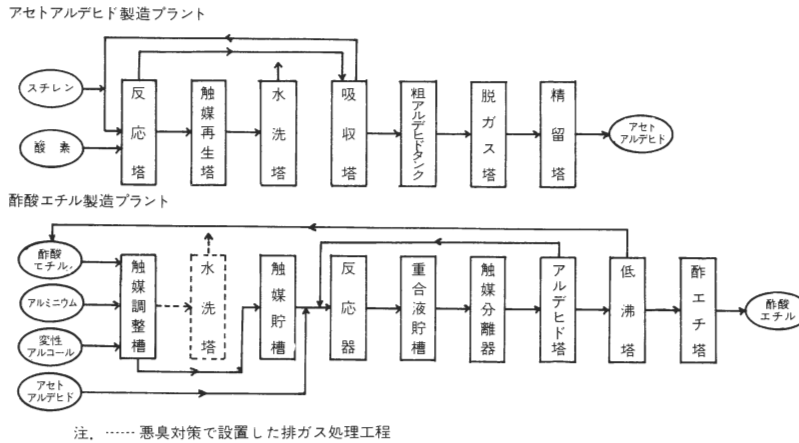 アセトアルデヒド製造プラント
スチレン
酸素
反応塔
触媒再生塔
水洗塔
吸収塔
粗アルデヒドタンク
脱ガス塔
精留塔
アセト
アルデヒド
酢酸エチル製造プラント
酢酸
エチル
アルミニウム
変性
アルコール
アセト
アルデヒド
触媒調整槽
水洗塔
触媒貯槽
反応器
重合液貯槽
触媒分離器
アルデヒド塔
低沸塔
酢エチ塔
酢酸
エチル
注. ------ 悪臭対策で設置した排ガス処理工程